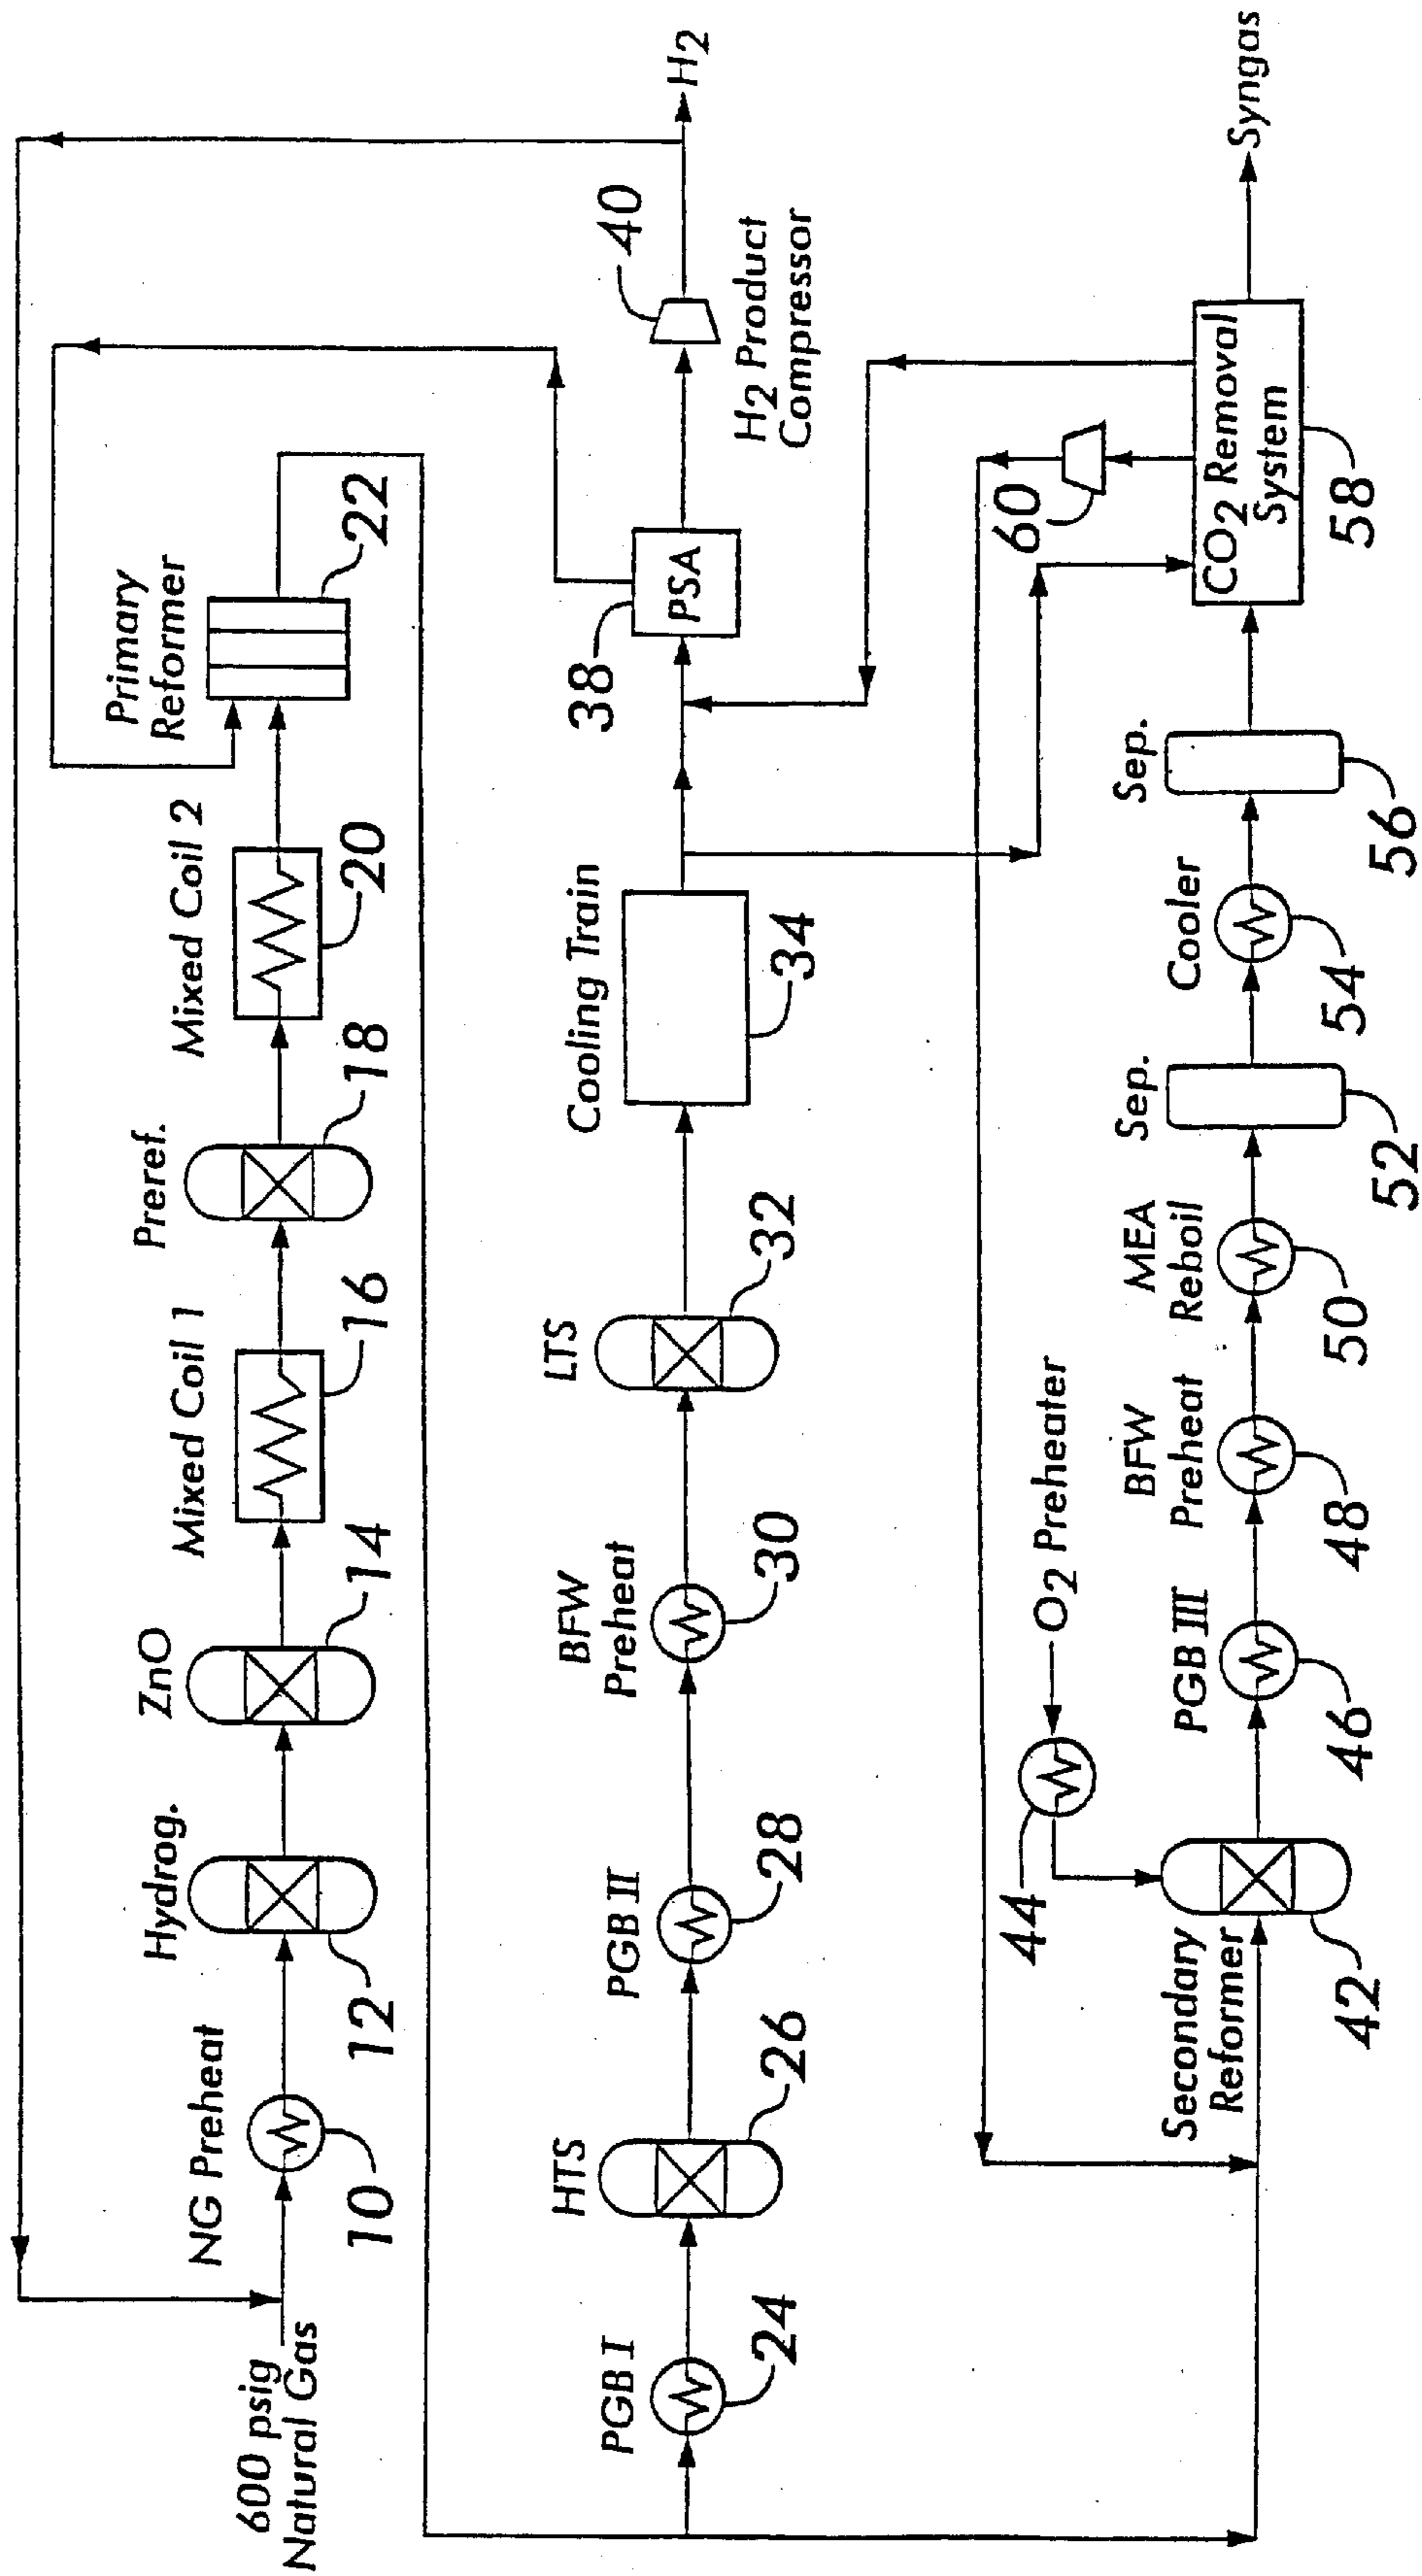 600 psig
Natural Gas
NG Preheat
10
Hydrog.
12
ZnO
14
Mixed Coil 1
16
Preref.
18
Mixed Coil 2
20
Primary
Reformer
22
PGB I
24
HTS
26
PGB II
28
BFW
Preheat
30
LTS
32
Cooling Train
34
38
PSA
40
H2 Product
Compressor
H2
Secondary
Reformer
42
44
O2 Preheater
PGB III
46
BFW
Preheat
48
MEA
Reboil
50
Sep.
52
Cooler
54
Sep.
56
60
CO2 Removal
System
58
Syngas